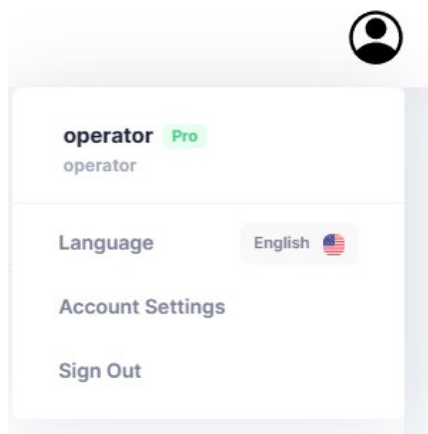 operator Pro
operator
Language English
Account Settings
Sign Out